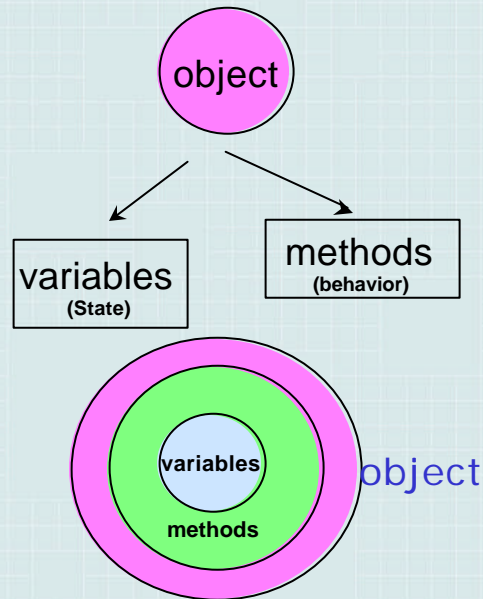 object
variables
(State)
methods
(behavior)
variables
object
methods